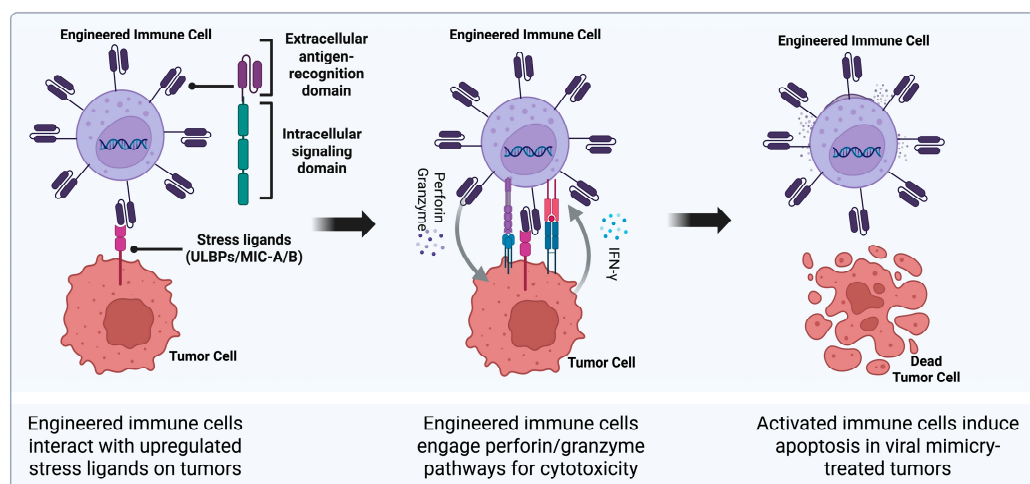 Engineered Immune Cell
Extracellular
antigen-
recognition
domain
Intracellular
signaling
domain
Stress ligands
(ULBPs/MIC-A/B)
Tumor Cell
Engineered immune cells
interact with upregulated
stress ligands on tumors
Engineered Immune Cell
Perforin
Granzyme
IFN-γ
Tumor Cell
Engineered immune cells
engage perforin/granzyme
pathways for cytotoxicity
Engineered Immune Cell
Dead
Tumor Cell
Activated immune cells induce
apoptosis in viral mimicry-
treated tumors